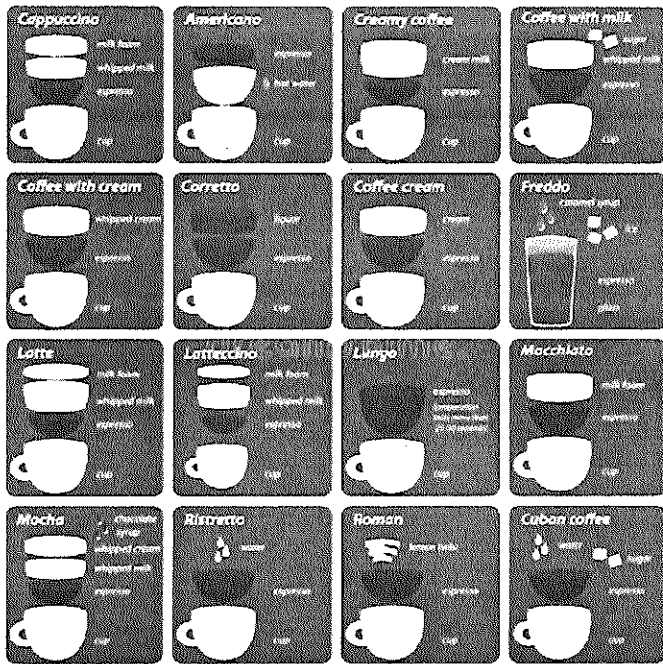 Cappuccino
milk foam
whipped milk
espresso
cup
Americano
espresso
hot water
cup
Creamy coffee
cream milk
espresso
cup
Coffee with milk
sugar
whipped milk
espresso
cup
Coffee with cream
whipped cream
espresso
cup
Corretto
liquor
espresso
cup
Coffee cream
cream
espresso
cup
Freddo
caramel syrup
ice
espresso
glass
Latte
milk foam
whipped milk
espresso
cup
Latteccino
milk foam
whipped milk
espresso
cup
Lungo
espresso
cup
Macchiato
milk foam
espresso
cup
Mocha
chocolate
syrup
whipped cream
whipped milk
espresso
cup
Ristretto
water
espresso
cup
Roman
lemon
espresso
cup
Cuban coffee
water
sugar
espresso
cup